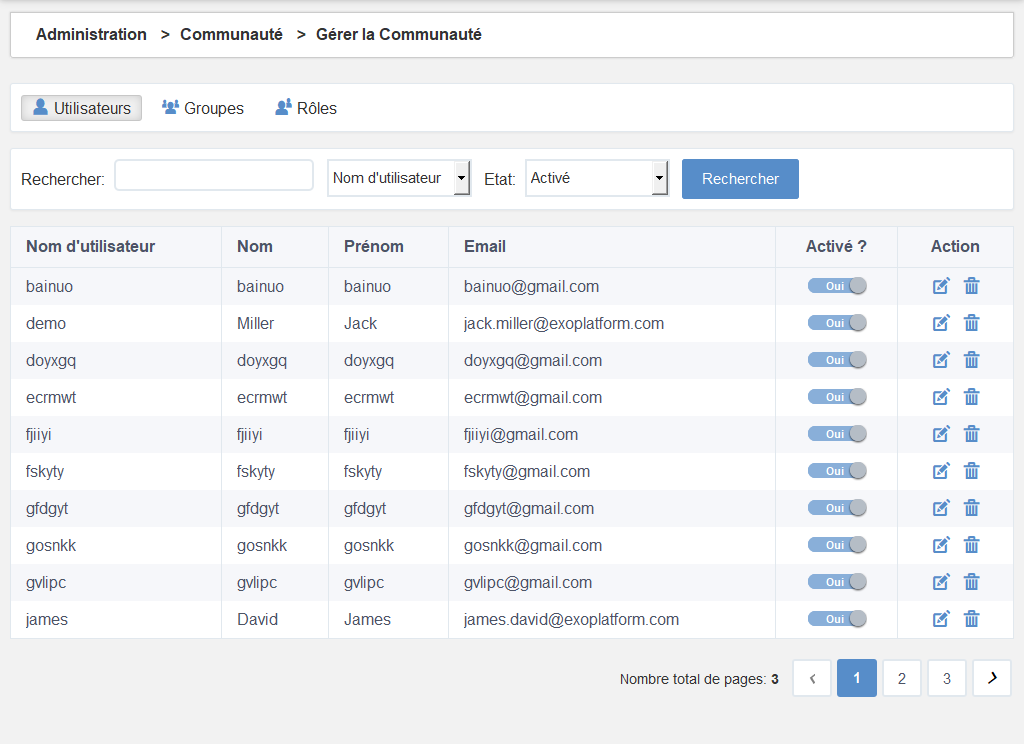 Administration > Communauté > Gérer la Communauté
Utilisateurs Groupes Rôles
Rechercher: Nom d'utilisateur Etat: Activé Rechercher
Nom d'utilisateur Nom Prénom Email Activé ? Action
bainuo bainuo bainuo bainuo@gmail.com Oui
demo Miller Jack jack.miller@exoplatform.com Oui
doyxgq doyxgq doyxgq doyxgq@gmail.com Oui
ecrmwt ecrmwt ecrmwt ecrmwt@gmail.com Oui
fjiiyi fjiiyi fjiiyi fjiiyi@gmail.com Oui
fskyty fskyty fskyty fskyty@gmail.com Oui
gfdgyt gfdgyt gfdgyt gfdgyt@gmail.com Oui
gosnkk gosnkk gosnkk gosnkk@gmail.com Oui
gvlipc gvlipc gvlipc gvlipc@gmail.com Oui
james David James james.david@exoplatform.com Oui
Nombre total de pages: 3 ‹ 1 2 3 ›